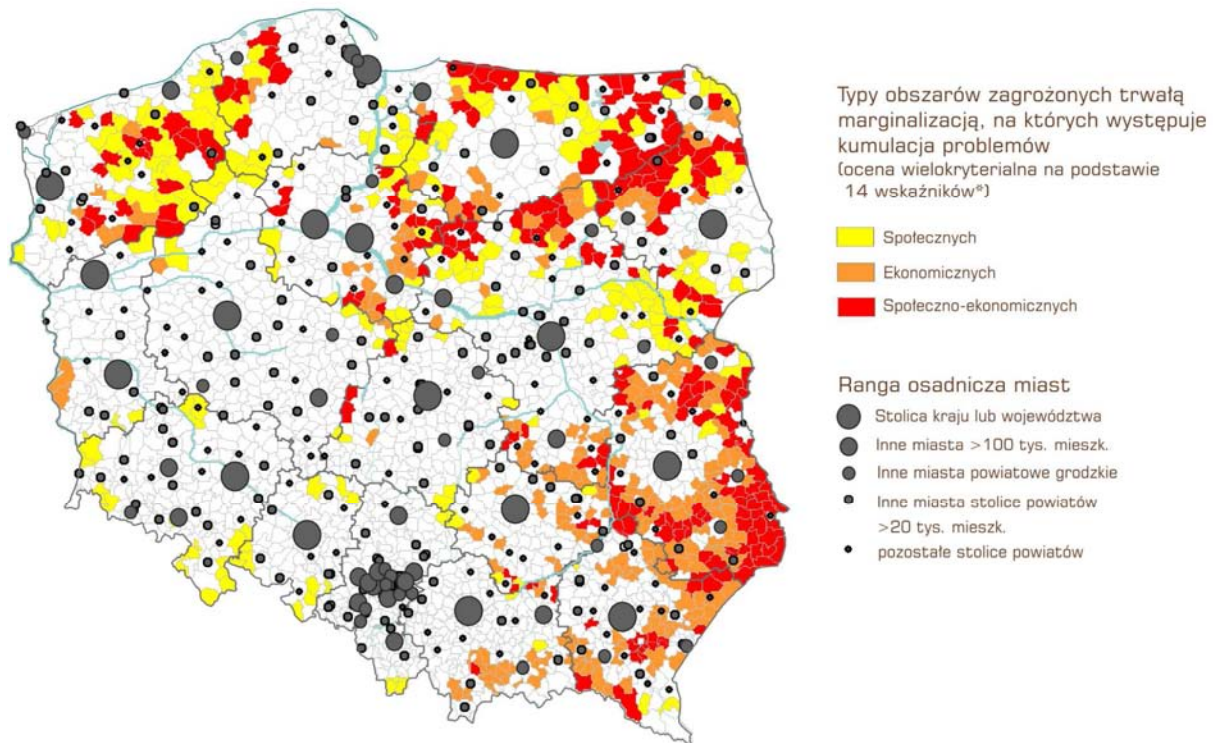 Typy obszarów zagrożonych trwałą
marginalizacją, na których występuje
kumulacja problemów
(ocena wielokryterialna na podstawie
14 wskaźników*)
Społecznych
Ekonomicznych
Społeczno-ekonomicznych
Ranga osadnicza miast
Stolica kraju lub województwa
Inne miasta >100 tys. mieszk.
Inne miasta powiatowe grodzkie
Inne miasta stolice powiatów
>20 tys. mieszk.
pozostałe stolice powiatów